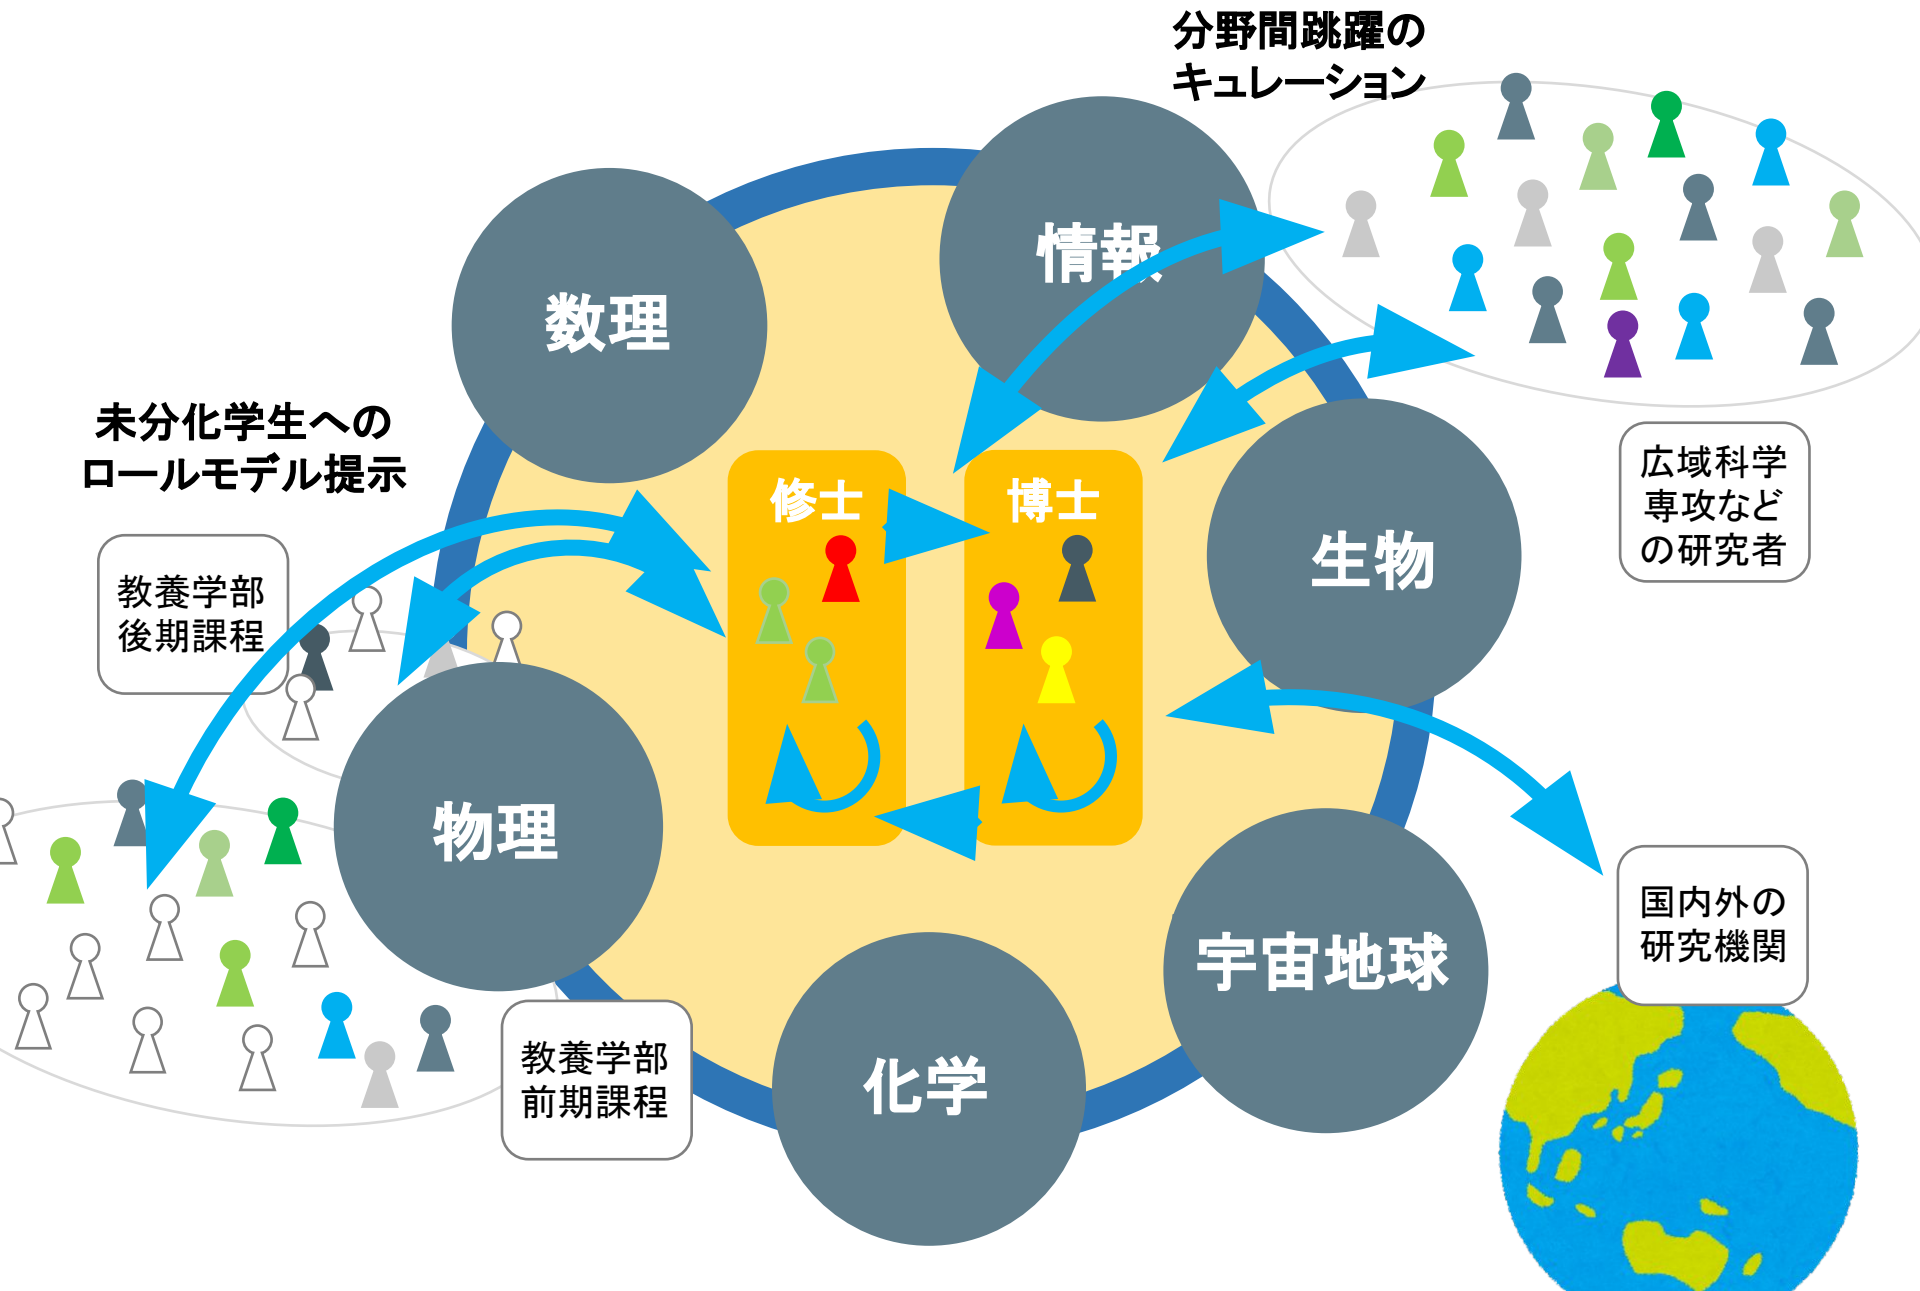 分野間跳躍の
キュレーション
情報
数理
未分化学生への
ロールモデル提示
広域科学
専攻など
の研究者
修士
博士
生物
教養学部
後期課程
物理
宇宙地球
国内外の
研究機関
化学
教養学部
前期課程